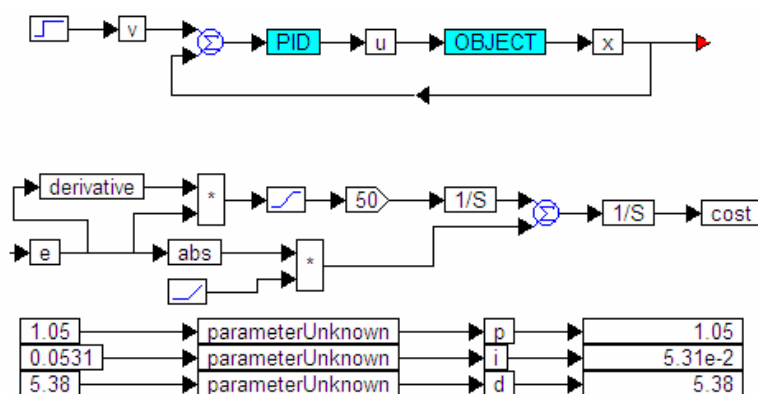 v Σ PID u OBJECT x
derivative * 50 1/S Σ 1/S cost
e abs *
1.05 parameterUnknown p 1.05
0.0531 parameterUnknown i 5.31e-2
5.38 parameterUnknown d 5.38